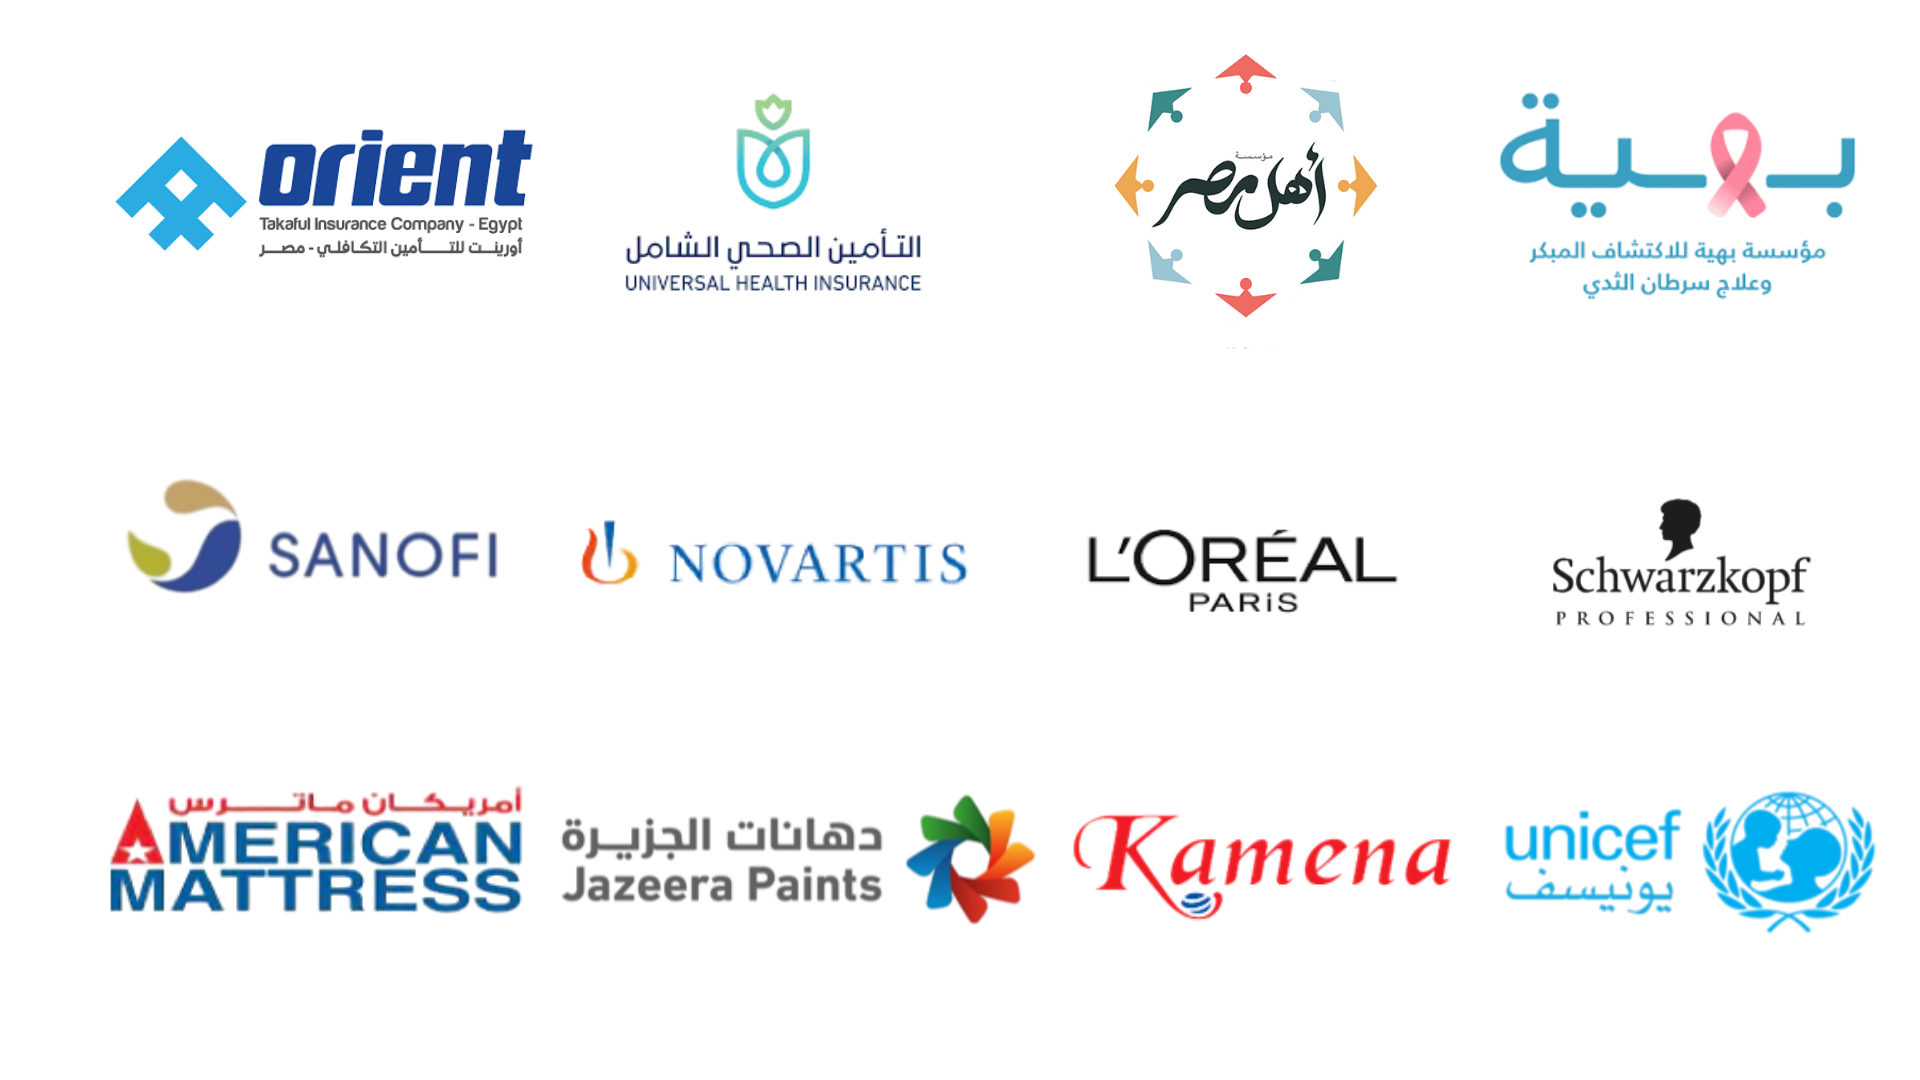 orient
Takaful Insurance Company - Egypt
أورينت للتأمين التكافلي - مصر
التأمين الصحي الشامل
UNIVERSAL HEALTH INSURANCE
مؤسسة
أهل مصر
بهية
مؤسسة بهية للاكتشاف المبكر
وعلاج سرطان الثدي
SANOFI
NOVARTIS
L'ORÉAL
PARiS
Schwarzkopf
PROFESSIONAL
أمريكان ماترس
AMERICAN
MATTRESS
دهانات الجزيرة
Jazeera Paints
Kamena
unicef
يونيسف